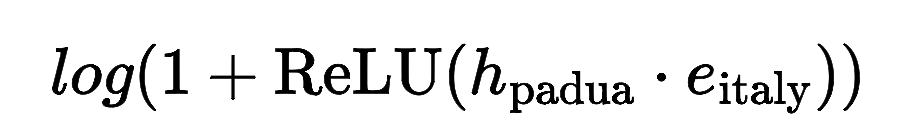 log(1 + ReLU(h_padua · e_italy))